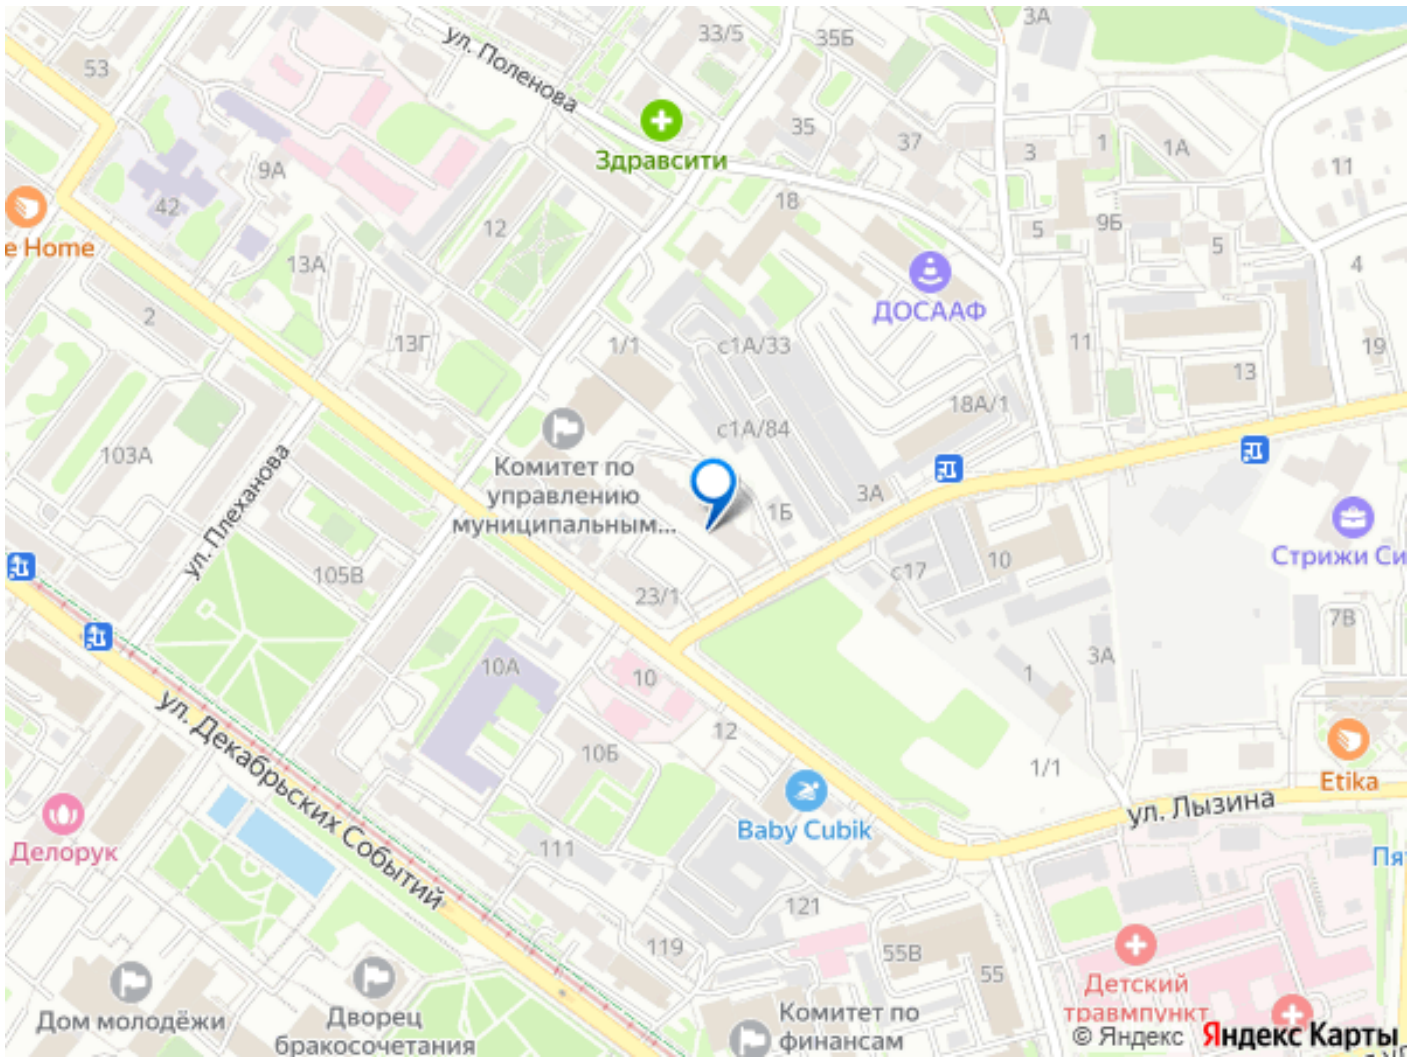 3А
33/5
35Б
ул. Поленова
53
35
37
1
3
1А
Здравсити
9А
11
42
18
12
9Б
5
5
e Home
13А
4
ДОСААФ
2
13Г
1/1
с1А/33
11
19
13
18А/1
с1А/84
103А
Комитет по
управлению
муниципальным...
3А
1Б
ул. Плеханова
Стрижи Си
10
с17
105В
23/1
7В
10А
3А
10
1
ул. Декабрьских Событий
12
10Б
1/1
Etika
ул. Лызина
Baby Cubik
Делорук
111
Пя
121
119
55В
55
Детский
травмпункт
Дом молодёжи
Дворец
бракосочетания
Комитет по
финансам
© Яндекс Яндекс Карты